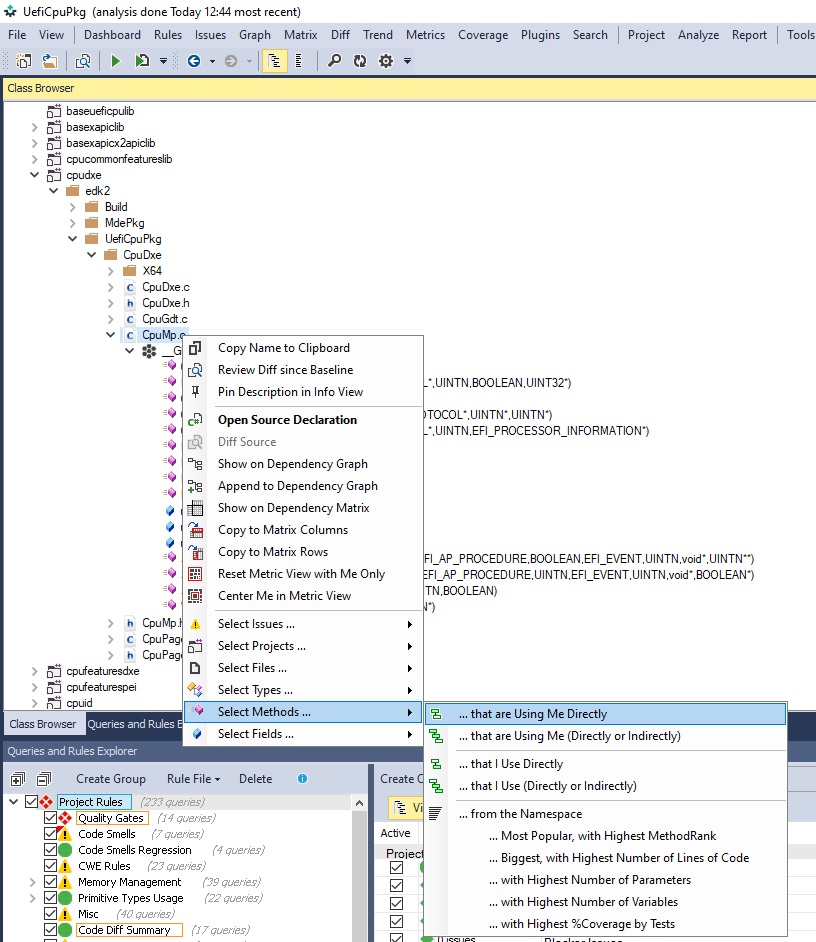 UefiCpuPkg  (analysis done Today 12:44 most recent)
File View Dashboard Rules Issues Graph Matrix Diff Trend Metrics Coverage Plugins Search Project Analyze Report Tools
Class Browser
baseueficpulib
basexapiclib
basexapicx2apiclib
cpucommonfeatureslib
cpudxe
edk2
Build
MdePkg
UefiCpuPkg
CpuDxe
X64
CpuDxe.c
CpuDxe.h
CpuGdt.c
CpuMp.c
__G
L*,UINTN,BOOLEAN,UINT32*)
OTOCOL*,UINTN*,UINTN*)
L*,UINTN,EFI_PROCESSOR_INFORMATION*)
FI_AP_PROCEDURE,BOOLEAN,EFI_EVENT,UINTN,void*,UINTN**)
EFI_AP_PROCEDURE,UINTN,EFI_EVENT,UINTN,void*,BOOLEAN*)
TN,BOOLEAN)
N*)
CpuMp.h
CpuPage
CpuPage
cpufeaturesdxe
cpufeaturespei
cpuid
Copy Name to Clipboard
Review Diff since Baseline
Pin Description in Info View
Open Source Declaration
Diff Source
Show on Dependency Graph
Append to Dependency Graph
Show on Dependency Matrix
Copy to Matrix Columns
Copy to Matrix Rows
Reset Metric View with Me Only
Center Me in Metric View
Select Issues ...
Select Projects ...
Select Files ...
Select Types ...
Select Methods ...
Select Fields ...
... that are Using Me Directly
... that are Using Me (Directly or Indirectly)
... that I Use Directly
... that I Use (Directly or Indirectly)
... from the Namespace
... Most Popular, with Highest MethodRank
... Biggest, with Highest Number of Lines of Code
... with Highest Number of Parameters
... with Highest Number of Variables
... with Highest %Coverage by Tests
Class Browser Queries and Rules E
Queries and Rules Explorer
Create Group Rule File Delete
Project Rules (233 queries)
Quality Gates (14 queries)
Code Smells (7 queries)
Code Smells Regression (4 queries)
CWE Rules (23 queries)
Memory Management (39 queries)
Primitive Types Usage (22 queries)
Misc (40 queries)
Code Diff Summary (17 queries)
Create C
Vi
Active
Project
Issues Blocker Issues